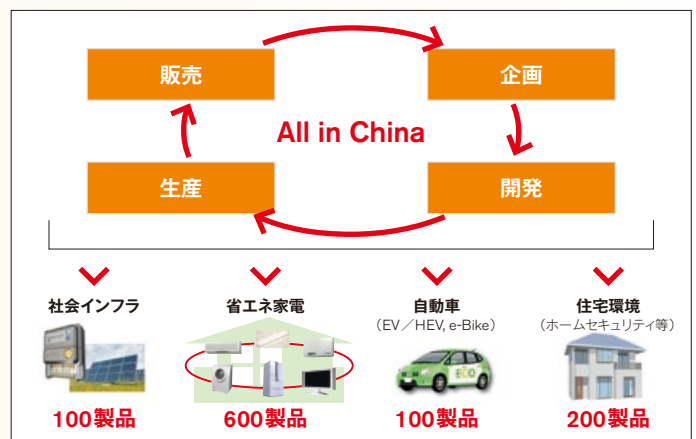 販売
企画
All in China
生産
開発
社会インフラ
省エネ家電
自動車
住宅環境
（EV／HEV, e-Bike）
（ホームセキュリティ等）
ECO
100製品
600製品
100製品
200製品